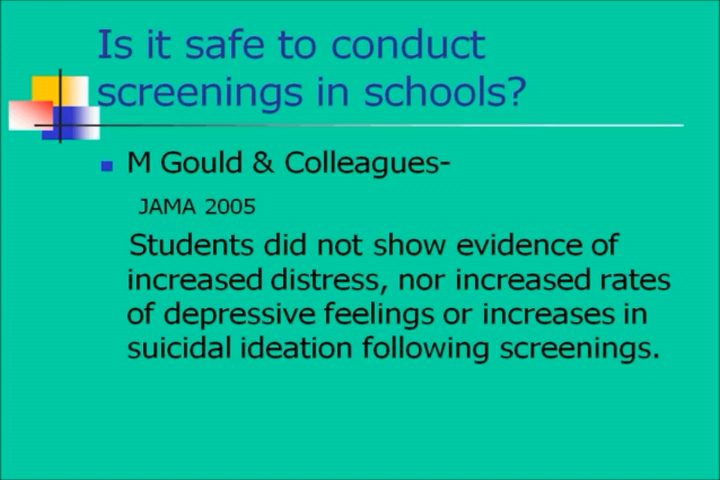 Is it safe to conduct
screenings in schools?
M Gould & Colleagues-
JAMA 2005
Students did not show evidence of
increased distress, nor increased rates
of depressive feelings or increases in
suicidal ideation following screenings.